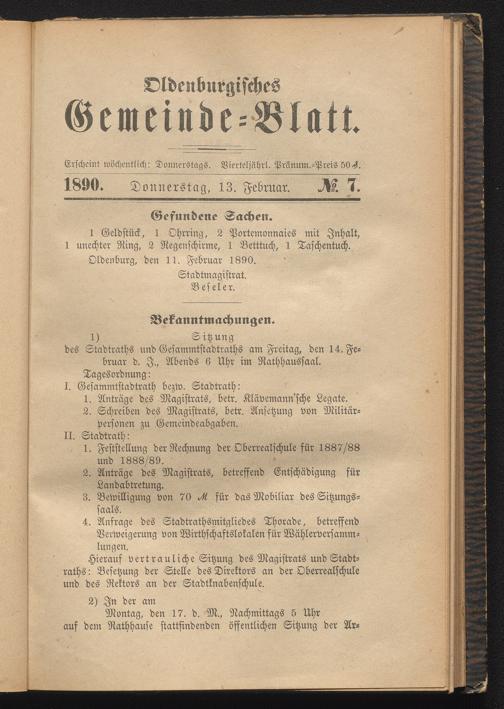 Oldenburgisches
Gemeinde-Blatt.
Erscheint wöchentlich: Donnerstags. Vierteljährl. Pränum.-Preis 50 ₰.
1890. Donnerstag, 13. Februar. № 7.
Gefundene Sachen.
1 Geldstück, 1 Ohrring, 2 Portemonnaies mit Inhalt,
1 unechter Ring, 2 Regenschirme, 1 Betttuch, 1 Taschentuch.
Oldenburg, den 11. Februar 1890.
Stadtmagistrat.
Beseler.
Bekanntmachungen.
1) Sitzung
des Stadtraths und Gesammtstadtraths am Freitag, den 14. Fe-
bruar d. J., Abends 6 Uhr im Rathhaussaal.
Tagesordnung:
I. Gesammtstadtrath bezw. Stadtrath:
1. Anträge des Magistrats, betr. Klävemann'sche Legate.
2. Schreiben des Magistrats, betr. Ansetzung von Militär-
personen zu Gemeindeabgaben.
II. Stadtrath:
1. Feststellung der Rechnung der Oberrealschule für 1887/88
und 1888/89.
2. Anträge des Magistrats, betreffend Entschädigung für
Landabtretung.
3. Bewilligung von 70 ℳ für das Mobiliar des Sitzungs-
saals.
4. Anfrage des Stadtrathsmitgliedes Thorade, betreffend
Verweigerung von Wirthschaftslokalen für Wählerversamm-
lungen.
Hierauf vertrauliche Sitzung des Magistrats und Stadt-
raths: Besetzung der Stelle des Direktors an der Oberrealschule
und des Rektors an der Stadtknabenschule.
2) In der am
Montag, den 17. d. M., Nachmittags 5 Uhr
auf dem Rathhause stattfindenden öffentlichen Sitzung der Ar-